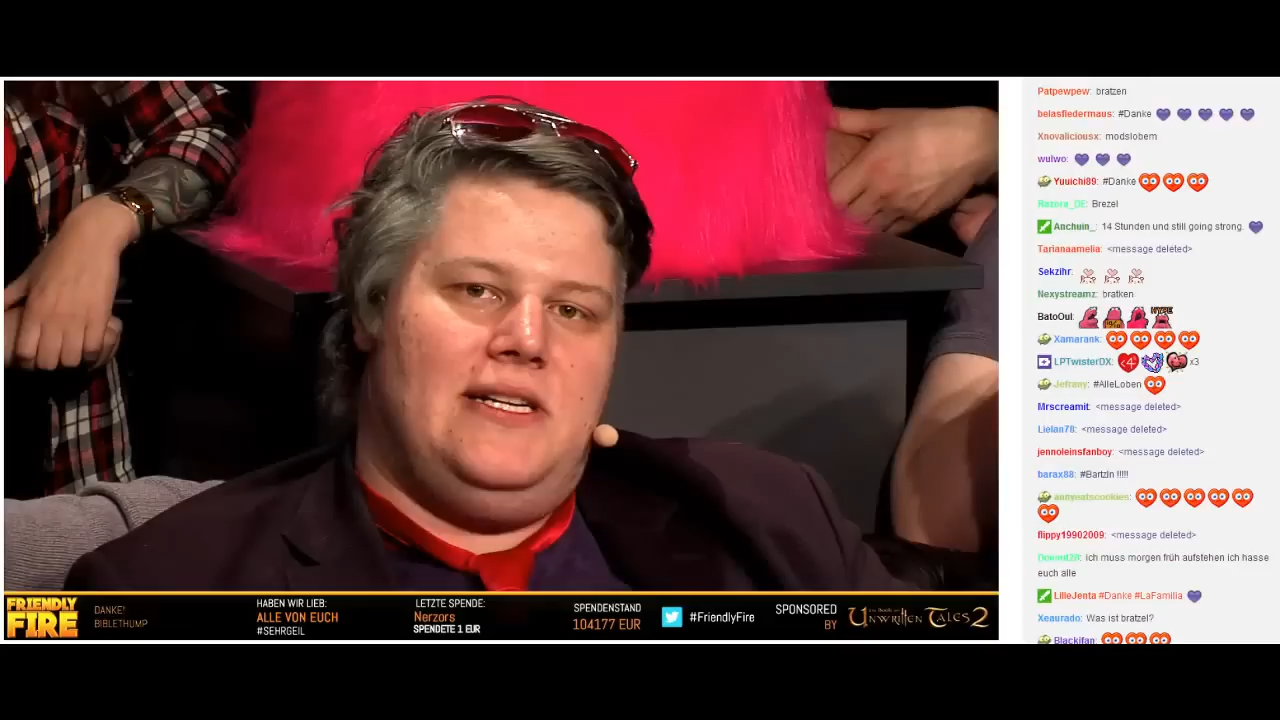 FRIENDLY
FIRE
DANKE!
BIBLETHUMP
HABEN WIR LIEB:
ALLE VON EUCH
#SEHRGEIL
LETZTE SPENDE:
Nerzors
SPENDETE 1 EUR
SPENDENSTAND
104177 EUR
#FriendlyFire
SPONSORED
BY
UNWRITTEN TALES 2
Patpewpew: bratzen
belasfledermaus: #Danke
Xnovaliciousx: modslobem
wulwo:
Yuuichi89: #Danke
Razora_DE: Brezel
Anchuin_: 14 Stunden und still going strong.
Tarianaamelia: <message deleted>
Sekzihr:
Nexystreamz: bratken
BatoOul: HYPE
Xamarank:
LPTwisterDX: <4 x3
Jefrany: #AlleLoben
Mrscreamit: <message deleted>
Lielan78: <message deleted>
jennoleinsfanboy: <message deleted>
barax88: #BartzIn !!!!!
annyeatscookies:
flippy19902009: <message deleted>
ich muss morgen früh aufstehen ich hasse
euch alle
LilleJenta #Danke #LaFamilia
Xeaurado: Was ist bratzel?
Blackifan: